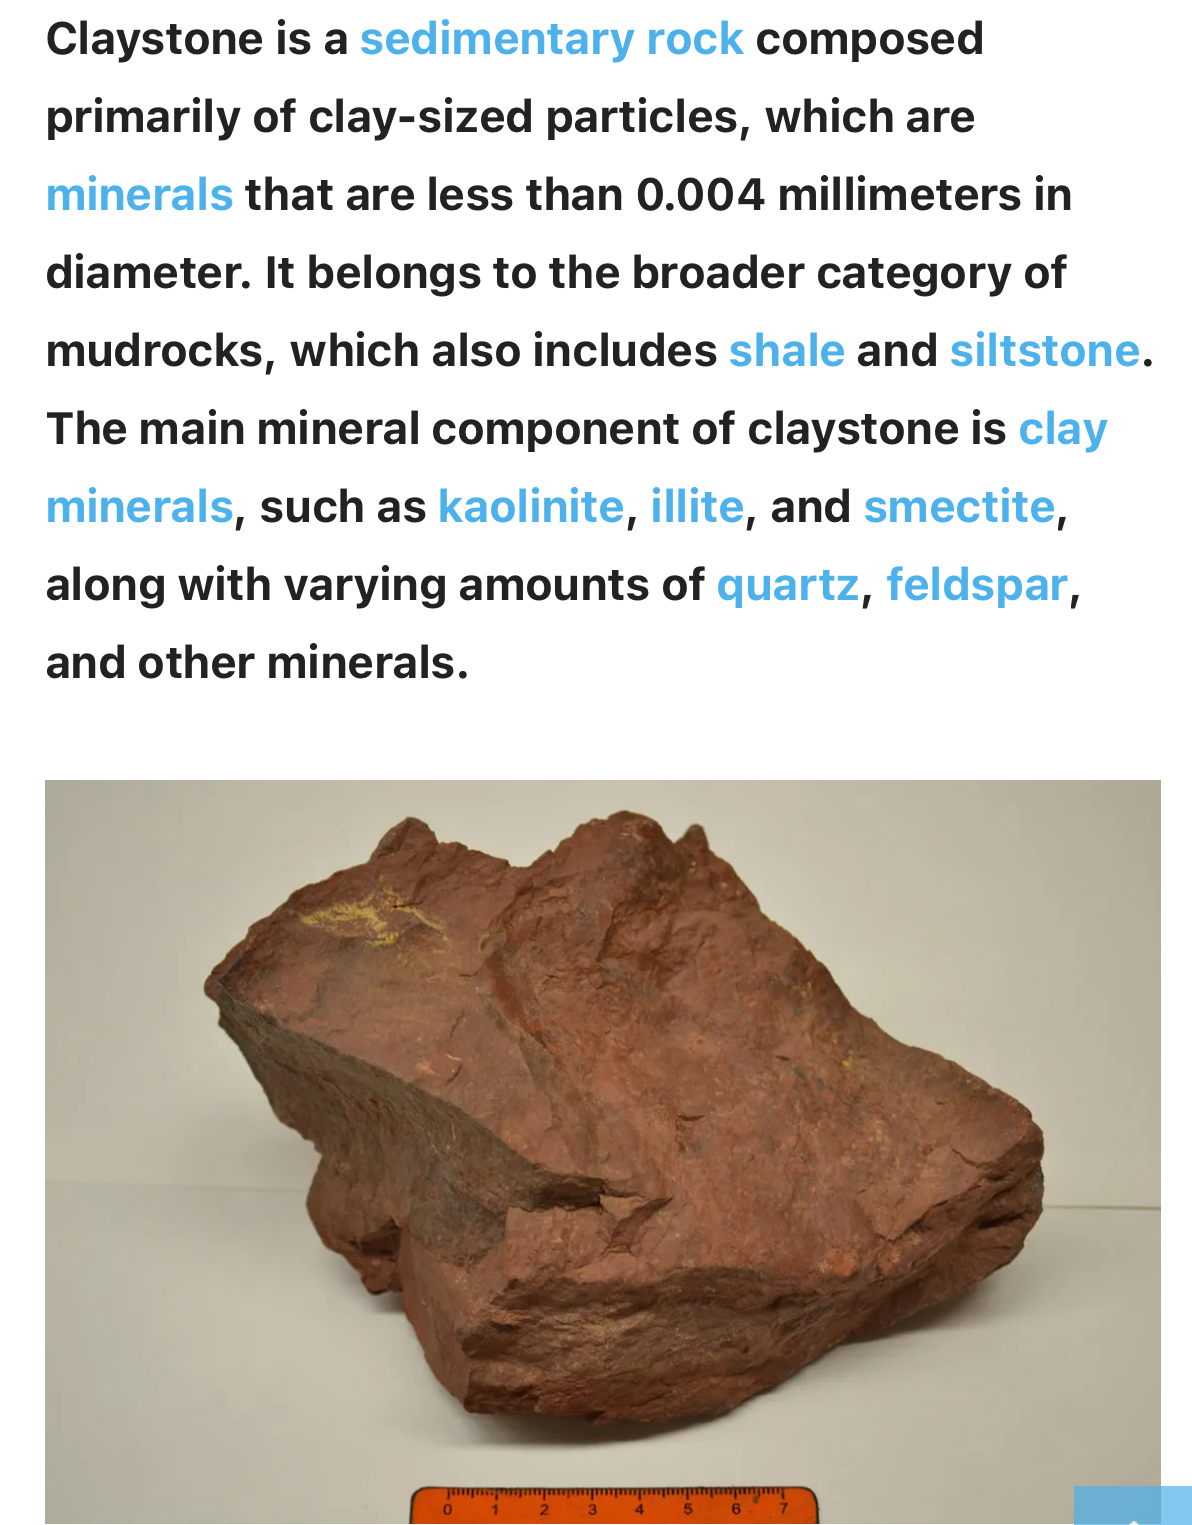 Claystone is a sedimentary rock composed
primarily of clay-sized particles, which are
minerals that are less than 0.004 millimeters in
diameter. It belongs to the broader category of
mudrocks, which also includes shale and siltstone.
The main mineral component of claystone is clay
minerals, such as kaolinite, illite, and smectite,
along with varying amounts of quartz, feldspar,
and other minerals.
0 1 2 3 4 5 6 7